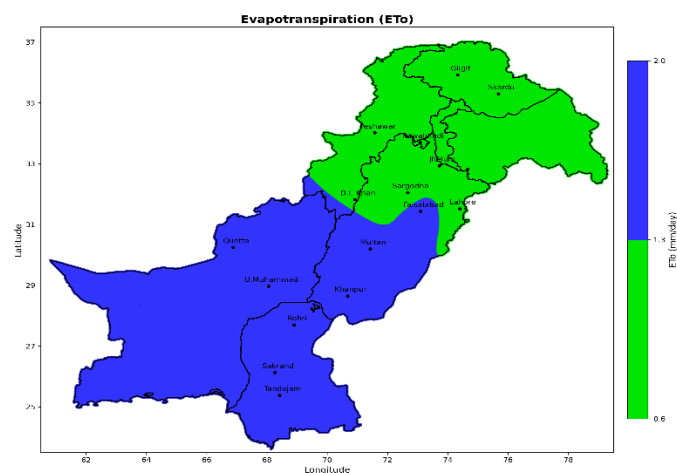 Evapotranspiration (ETo)
37
35
33
31
29
27
25
Latitude
Gilgit
Skardu
Peshawar
Rawalpindi
Jhelum
Sargodha
D.I. Khan
Faisalabad
Lahore
Quetta
Multan
U.Muhammad
Khanpur
Rohri
Sakrand
Tandajam
62 64 66 68 70 72 74 76 78
Longitude
2.0
1.3
0.6
ETo (mm/day)